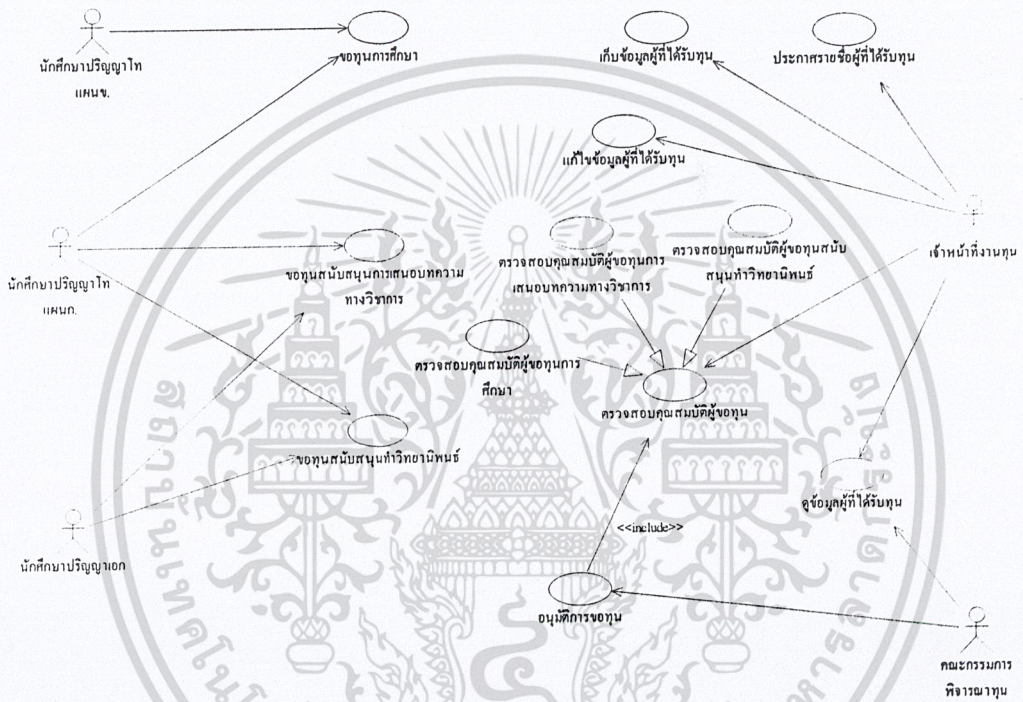 นักศึกษาปริญญาโท
แผนข.
ขอทุนการศึกษา
เก็บข้อมูลผู้ที่ได้รับทุน
ประกาศรายชื่อผู้ที่ได้รับทุน
แก้ไขข้อมูลผู้ที่ได้รับทุน
นักศึกษาปริญญาโท
แผนก.
ขอทุนสนับสนุนการเสนอบทความ
ทางวิชาการ
ตรวจสอบคุณสมบัติผู้ขอทุนการ
เสนอบทความทางวิชาการ
ตรวจสอบคุณสมบัติผู้ขอทุนสนับ
สนุนทำวิทยานิพนธ์
เจ้าหน้าที่งานทุน
ตรวจสอบคุณสมบัติผู้ขอทุนการ
ศึกษา
ตรวจสอบคุณสมบัติผู้ขอทุน
ขอทุนสนับสนุนทำวิทยานิพนธ์
ดูข้อมูลผู้ที่ได้รับทุน
<<include>>
นักศึกษาปริญญาเอก
อนุมัติการขอทุน
คณะกรรมการ
พิจารณาทุน